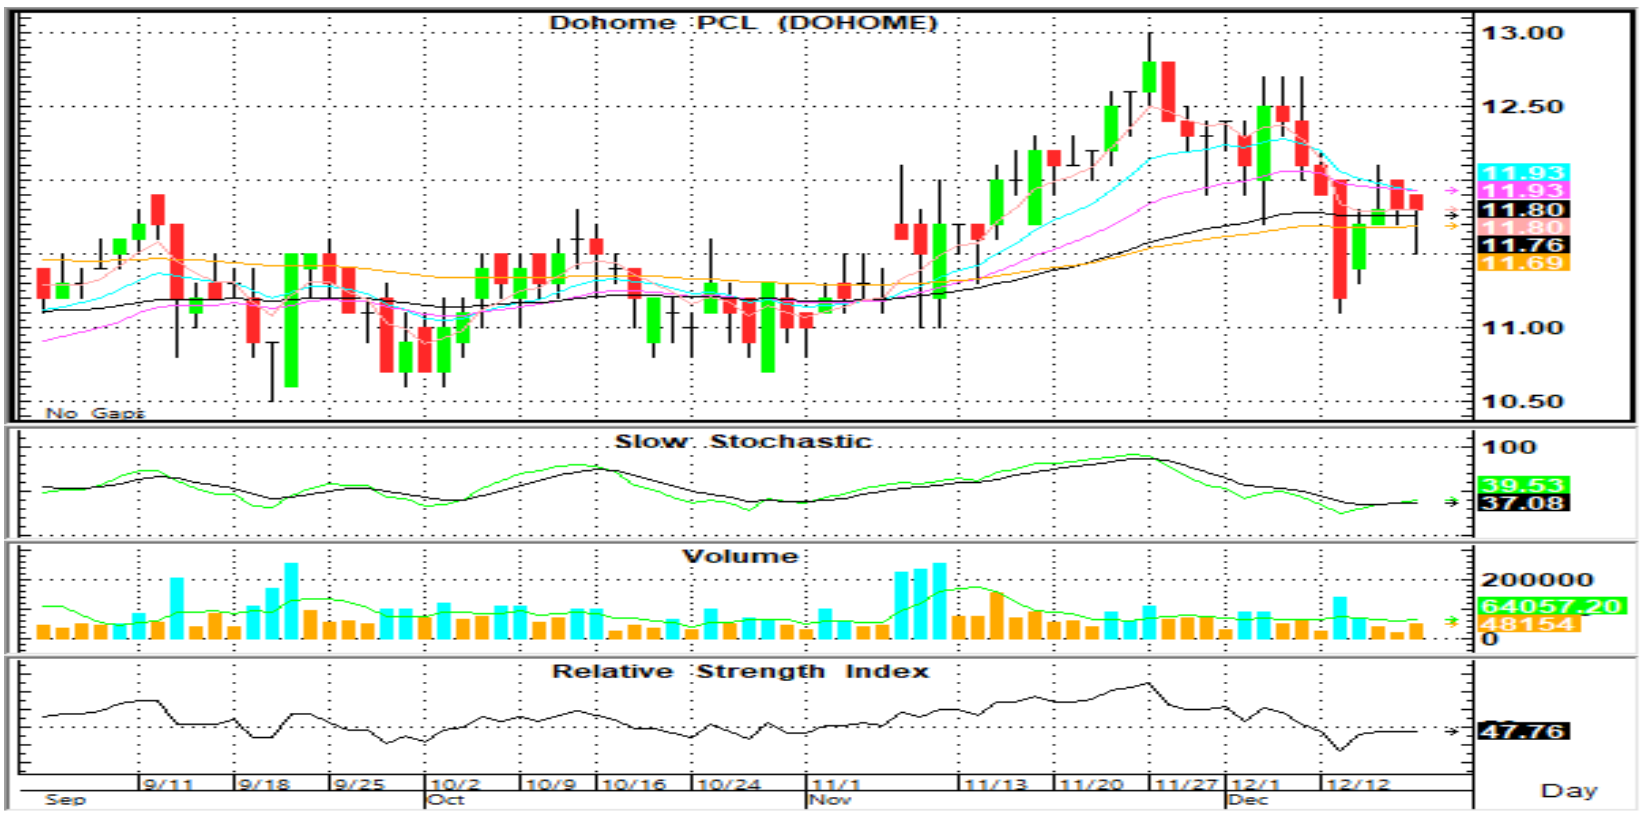 Dohome PCL (DOHOME)
13.00
12.50
11.93
11.93
11.80
11.80
11.76
11.69
11.00
10.50
No Gaps
Slow Stochastic
100
39.53
37.08
Volume
200000
64057.20
48154
0
Relative Strength Index
47.76
9/11 9/18 9/25 10/2 10/9 10/16 10/24 11/1 11/13 11/20 11/27 12/1 12/12
Sep Oct Nov Dec
Day